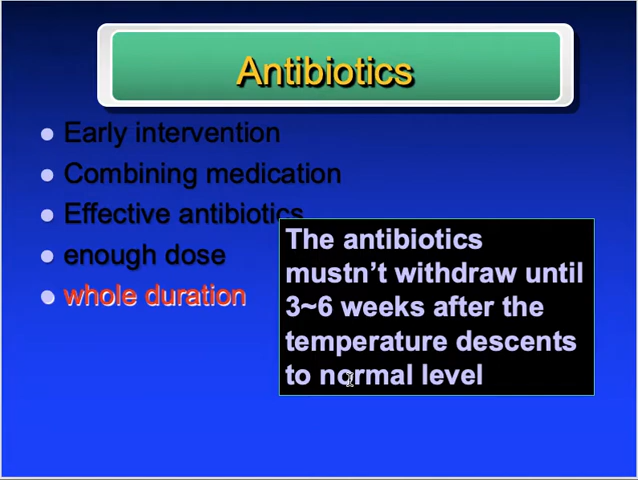 Antibiotics
Early intervention
Combining medication
Effective antibiotics
enough dose
whole duration
The antibiotics
mustn't withdraw until
3~6 weeks after the
temperature descents
to normal level